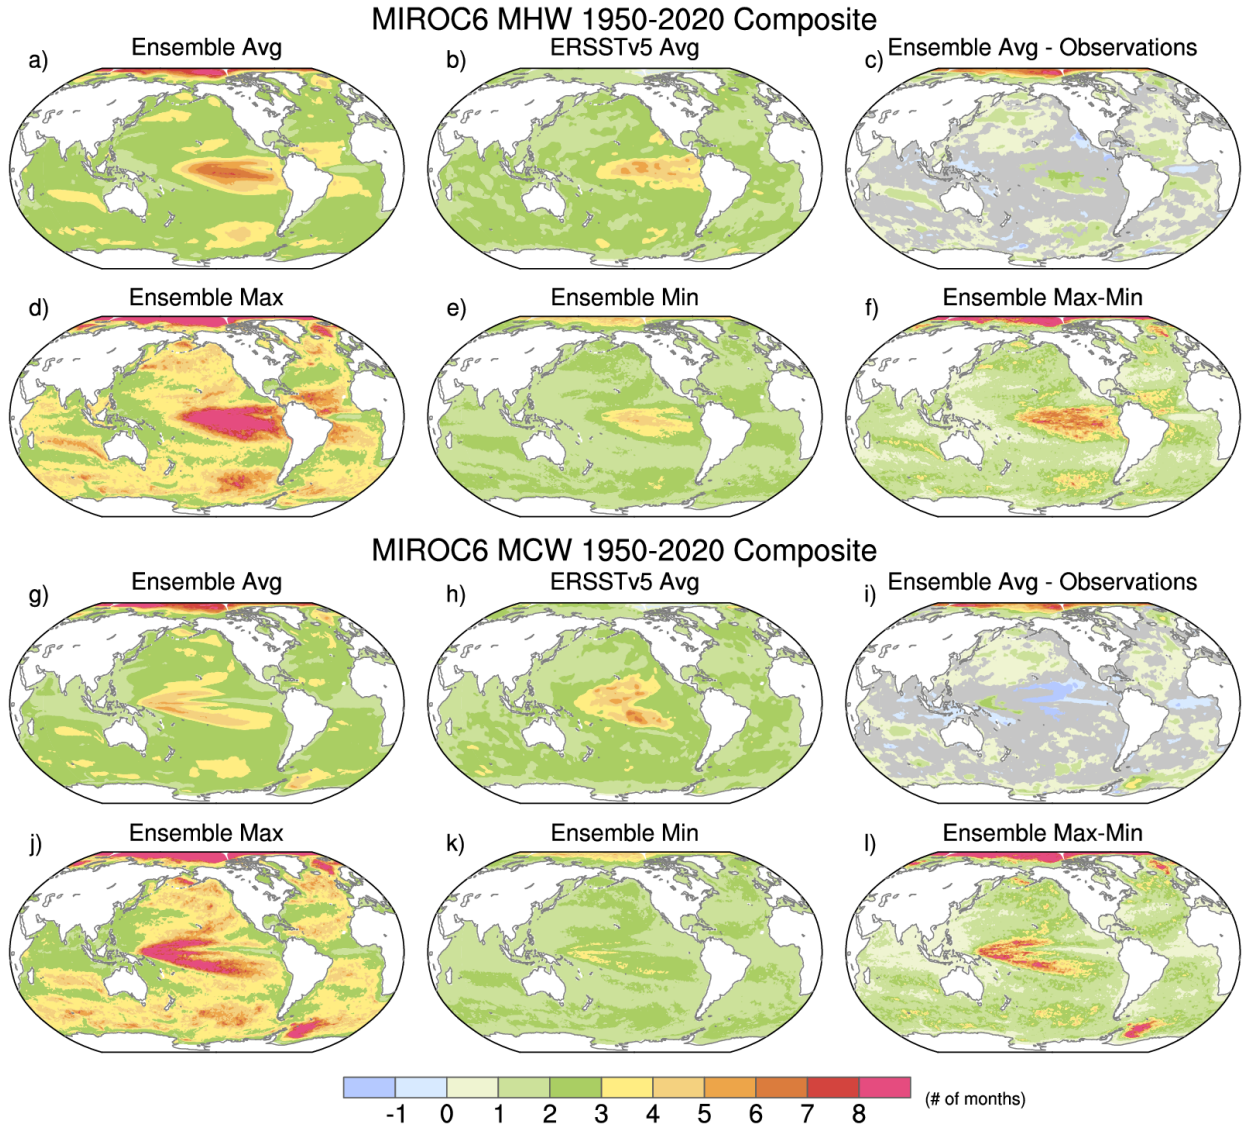 MIROC6 MHW 1950-2020 Composite
a) Ensemble Avg
b) ERSSTv5 Avg
c) Ensemble Avg - Observations
d) Ensemble Max
e) Ensemble Min
f) Ensemble Max-Min
MIROC6 MCW 1950-2020 Composite
g) Ensemble Avg
h) ERSSTv5 Avg
i) Ensemble Avg - Observations
j) Ensemble Max
k) Ensemble Min
l) Ensemble Max-Min
-1 0 1 2 3 4 5 6 7 8 (# of months)